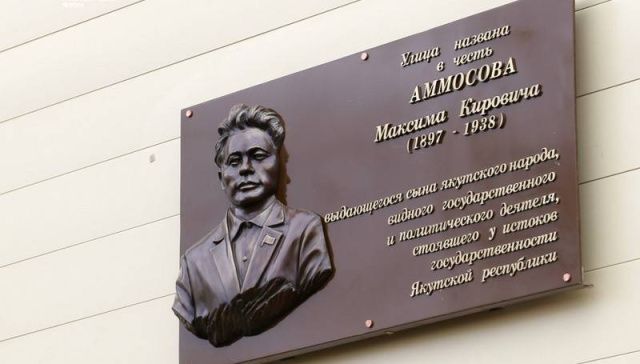 Улица названа
в честь
АММОСОВА
Максима Кировича
(1897 - 1938)
выдающегося сына якутского народа,
видного государственного
и политического деятеля,
стоявшего у истоков
государственности
Якутской республики